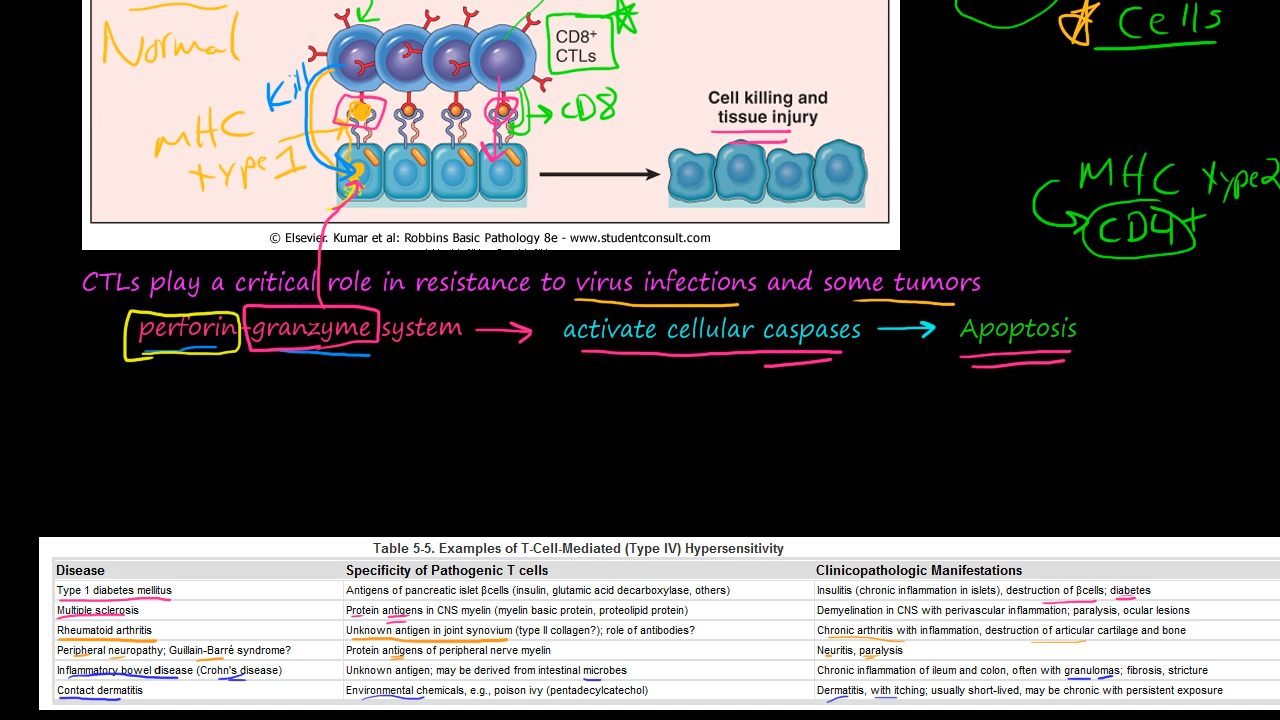 Normal
Kill
MHC
type 1
CD8+
CTLs
CD8
Cell killing and
tissue injury
Cells
MHC type2
CD4+
© Elsevier. Kumar et al: Robbins Basic Pathology 8e - www.studentconsult.com
CTLs play a critical role in resistance to virus infections and some tumors
perforin-granzyme system → activate cellular caspases → Apoptosis
Table 5-5. Examples of T-Cell-Mediated (Type IV) Hypersensitivity
Disease Specificity of Pathogenic T cells Clinicopathologic Manifestations
Type 1 diabetes mellitus Antigens of pancreatic islet βcells (insulin, glutamic acid decarboxylase, others) Insulitis (chronic inflammation in islets), destruction of βcells; diabetes
Multiple sclerosis Protein antigens in CNS myelin (myelin basic protein, proteolipid protein) Demyelination in CNS with perivascular inflammation; paralysis, ocular lesions
Rheumatoid arthritis Unknown antigen in joint synovium (type II collagen?); role of antibodies? Chronic arthritis with inflammation, destruction of articular cartilage and bone
Peripheral neuropathy; Guillain-Barré syndrome? Protein antigens of peripheral nerve myelin Neuritis, paralysis
Inflammatory bowel disease (Crohn's disease) Unknown antigen; may be derived from intestinal microbes Chronic inflammation of ileum and colon, often with granulomas; fibrosis, stricture
Contact dermatitis Environmental chemicals, e.g., poison ivy (pentadecylcatechol) Dermatitis, with itching; usually short-lived, may be chronic with persistent exposure